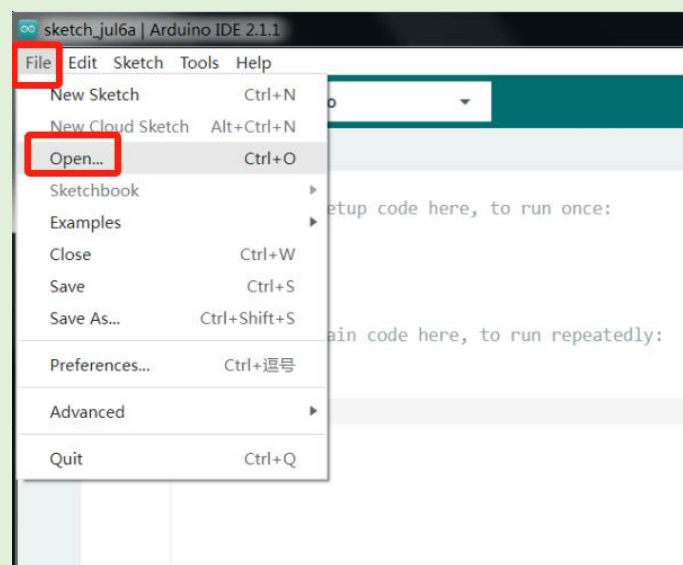 sketch_jul6a | Arduino IDE 2.1.1
File Edit Sketch Tools Help
New Sketch Ctrl+N
New Cloud Sketch Alt+Ctrl+N
Open... Ctrl+O
Sketchbook
etup code here, to run once:
Examples
Close Ctrl+W
Save Ctrl+S
Save As... Ctrl+Shift+S
ain code here, to run repeatedly:
Preferences... Ctrl+逗号
Advanced
Quit Ctrl+Q